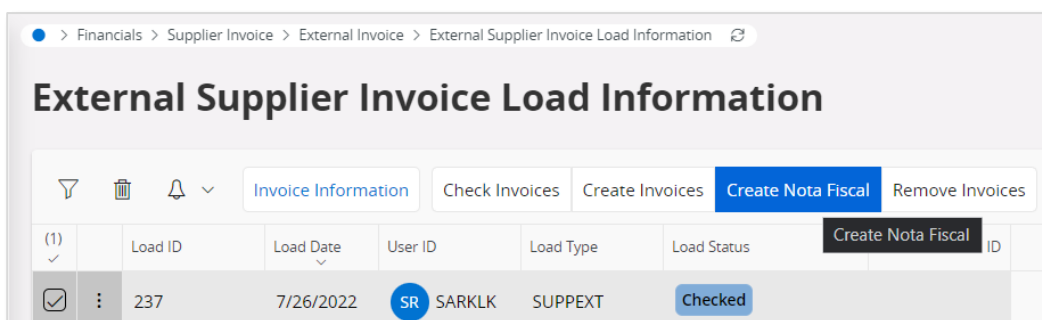 > Financials > Supplier Invoice > External Invoice > External Supplier Invoice Load Information
External Supplier Invoice Load Information
Invoice Information Check Invoices Create Invoices Create Nota Fiscal Remove Invoices
Create Nota Fiscal
(1) Load ID Load Date User ID Load Type Load Status ID
237 7/26/2022 SR SARKLK SUPPEXT Checked